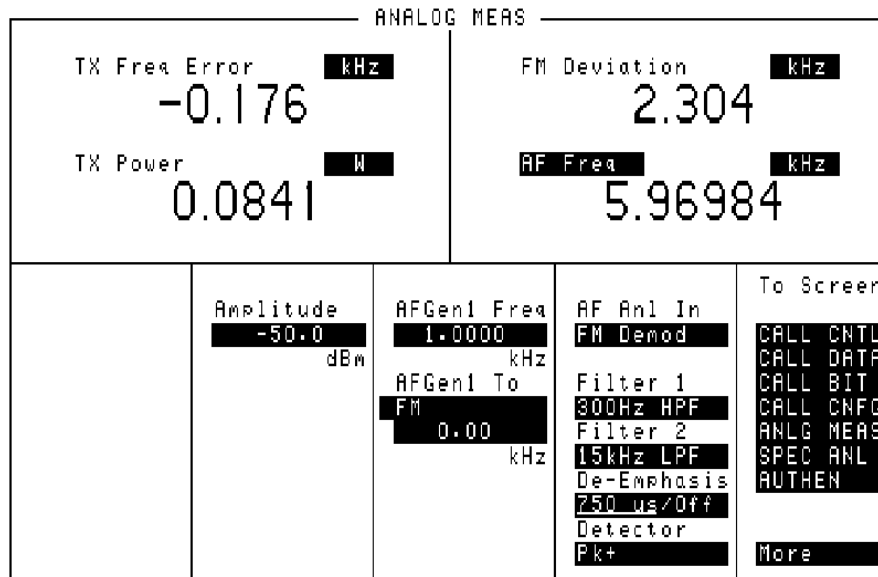 ANALOG MEAS
TX Freq Error kHz
-0.176
TX Power W
0.0841
FM Deviation kHz
2.304
AF Freq kHz
5.96984
Amplitude
-50.0
dBm
AFGen1 Freq
1.0000
kHz
AFGen1 To
FM
0.00
kHz
AF Anl In
FM Demod
Filter 1
300Hz HPF
Filter 2
15kHz LPF
De-Emphasis
750 us/Off
Detector
Pk+
To Screen
CALL CNTL
CALL DATA
CALL BIT
CALL CNFG
ANLG MEAS
SPEC ANL
AUTHEN
More